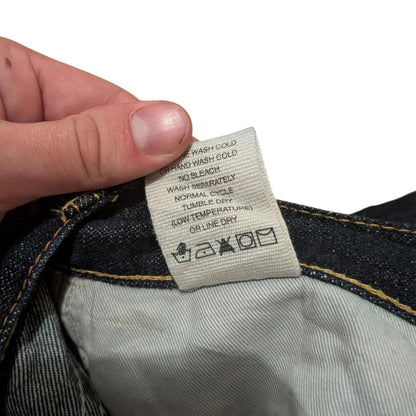 WASH COLD
OR HAND WASH COLD
NO BLEACH
WASH SEPARATELY
NORMAL CYCLE
TUMBLE DRY
(LOW TEMPERATURE)
OR LINE DRY